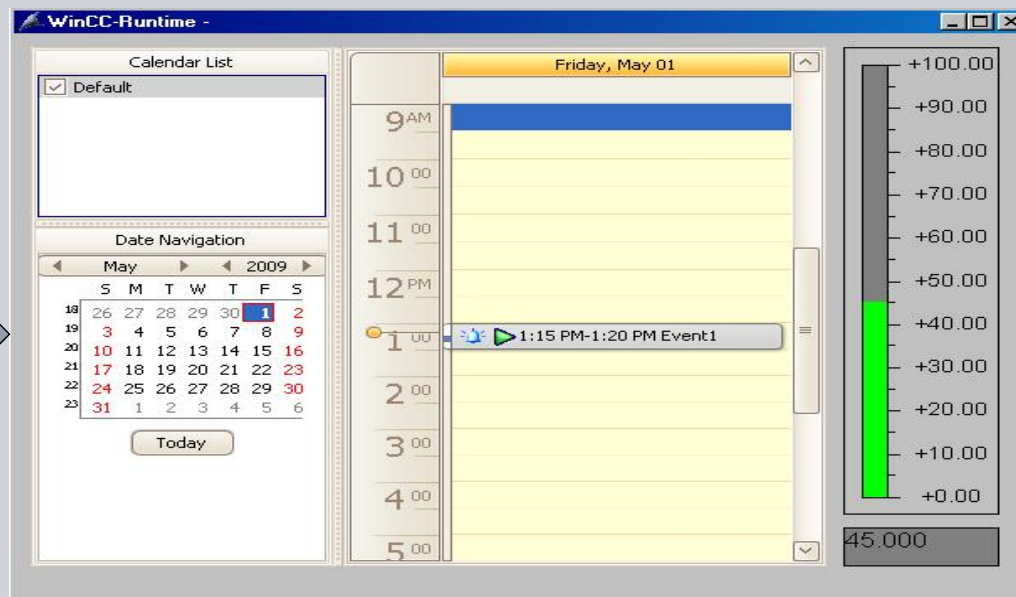 WinCC-Runtime -
Calendar List
Default
Date Navigation
May 2009
S M T W T F S
18 26 27 28 29 30 1 2
19 3 4 5 6 7 8 9
20 10 11 12 13 14 15 16
21 17 18 19 20 21 22 23
22 24 25 26 27 28 29 30
23 31 1 2 3 4 5 6
Today
Friday, May 01
9 AM
10 00
11 00
12 PM
1 00
1:15 PM-1:20 PM Event1
2 00
3 00
4 00
5 00
+100.00
+90.00
+80.00
+70.00
+60.00
+50.00
+40.00
+30.00
+20.00
+10.00
+0.00
45.000